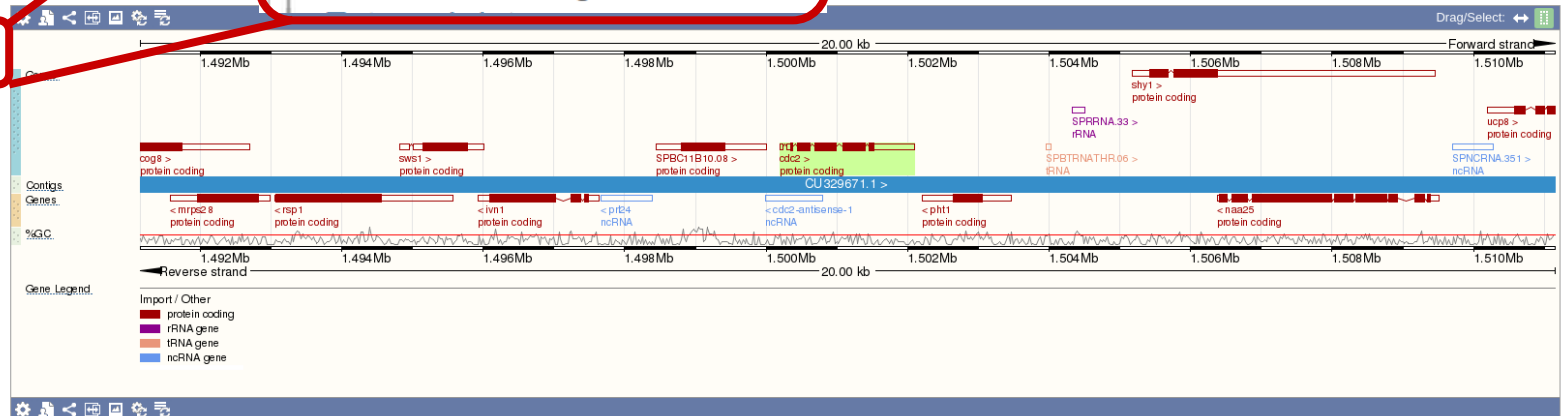 Drag/Select:
20.00 kb
Forward strand
1.492Mb 1.494Mb 1.496Mb 1.498Mb 1.500Mb 1.502Mb 1.504Mb 1.506Mb 1.508Mb 1.510Mb
shy1 >
protein coding
SPRRNA.33 >
rRNA
ucp8 >
protein coding
cog8 >
protein coding
sws1 >
protein coding
SPBC11B10.08 >
protein coding
cdc2 >
protein coding
SPBTRNATHR.06 >
tRNA
SPNCRNA.351 >
ncRNA
Contigs
CU329671.1 >
Genes
< mrps28
protein coding
< rsp1
protein coding
< ivn1
protein coding
< prl24
ncRNA
< cdc2-antisense-1
ncRNA
< pht1
protein coding
< naa25
protein coding
%GC
1.492Mb 1.494Mb 1.496Mb 1.498Mb 1.500Mb 1.502Mb 1.504Mb 1.506Mb 1.508Mb 1.510Mb
Reverse strand
20.00 kb
Gene Legend
Import / Other
protein coding
rRNA gene
tRNA gene
ncRNA gene